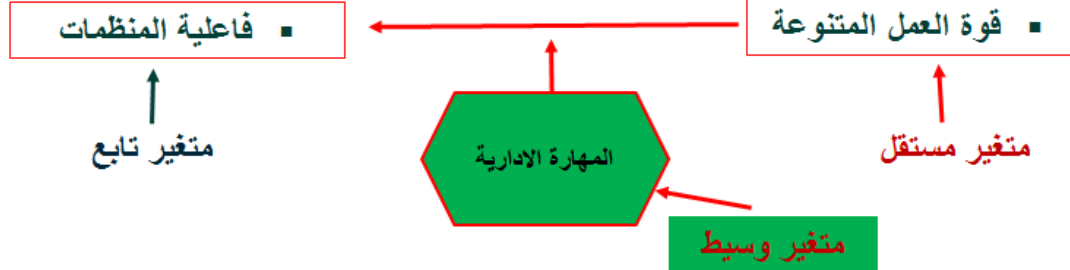 ▪ قوة العمل المتنوعة
▪ فاعلية المنظمات
متغير مستقل
متغير تابع
المهارة الادارية
متغير وسيط